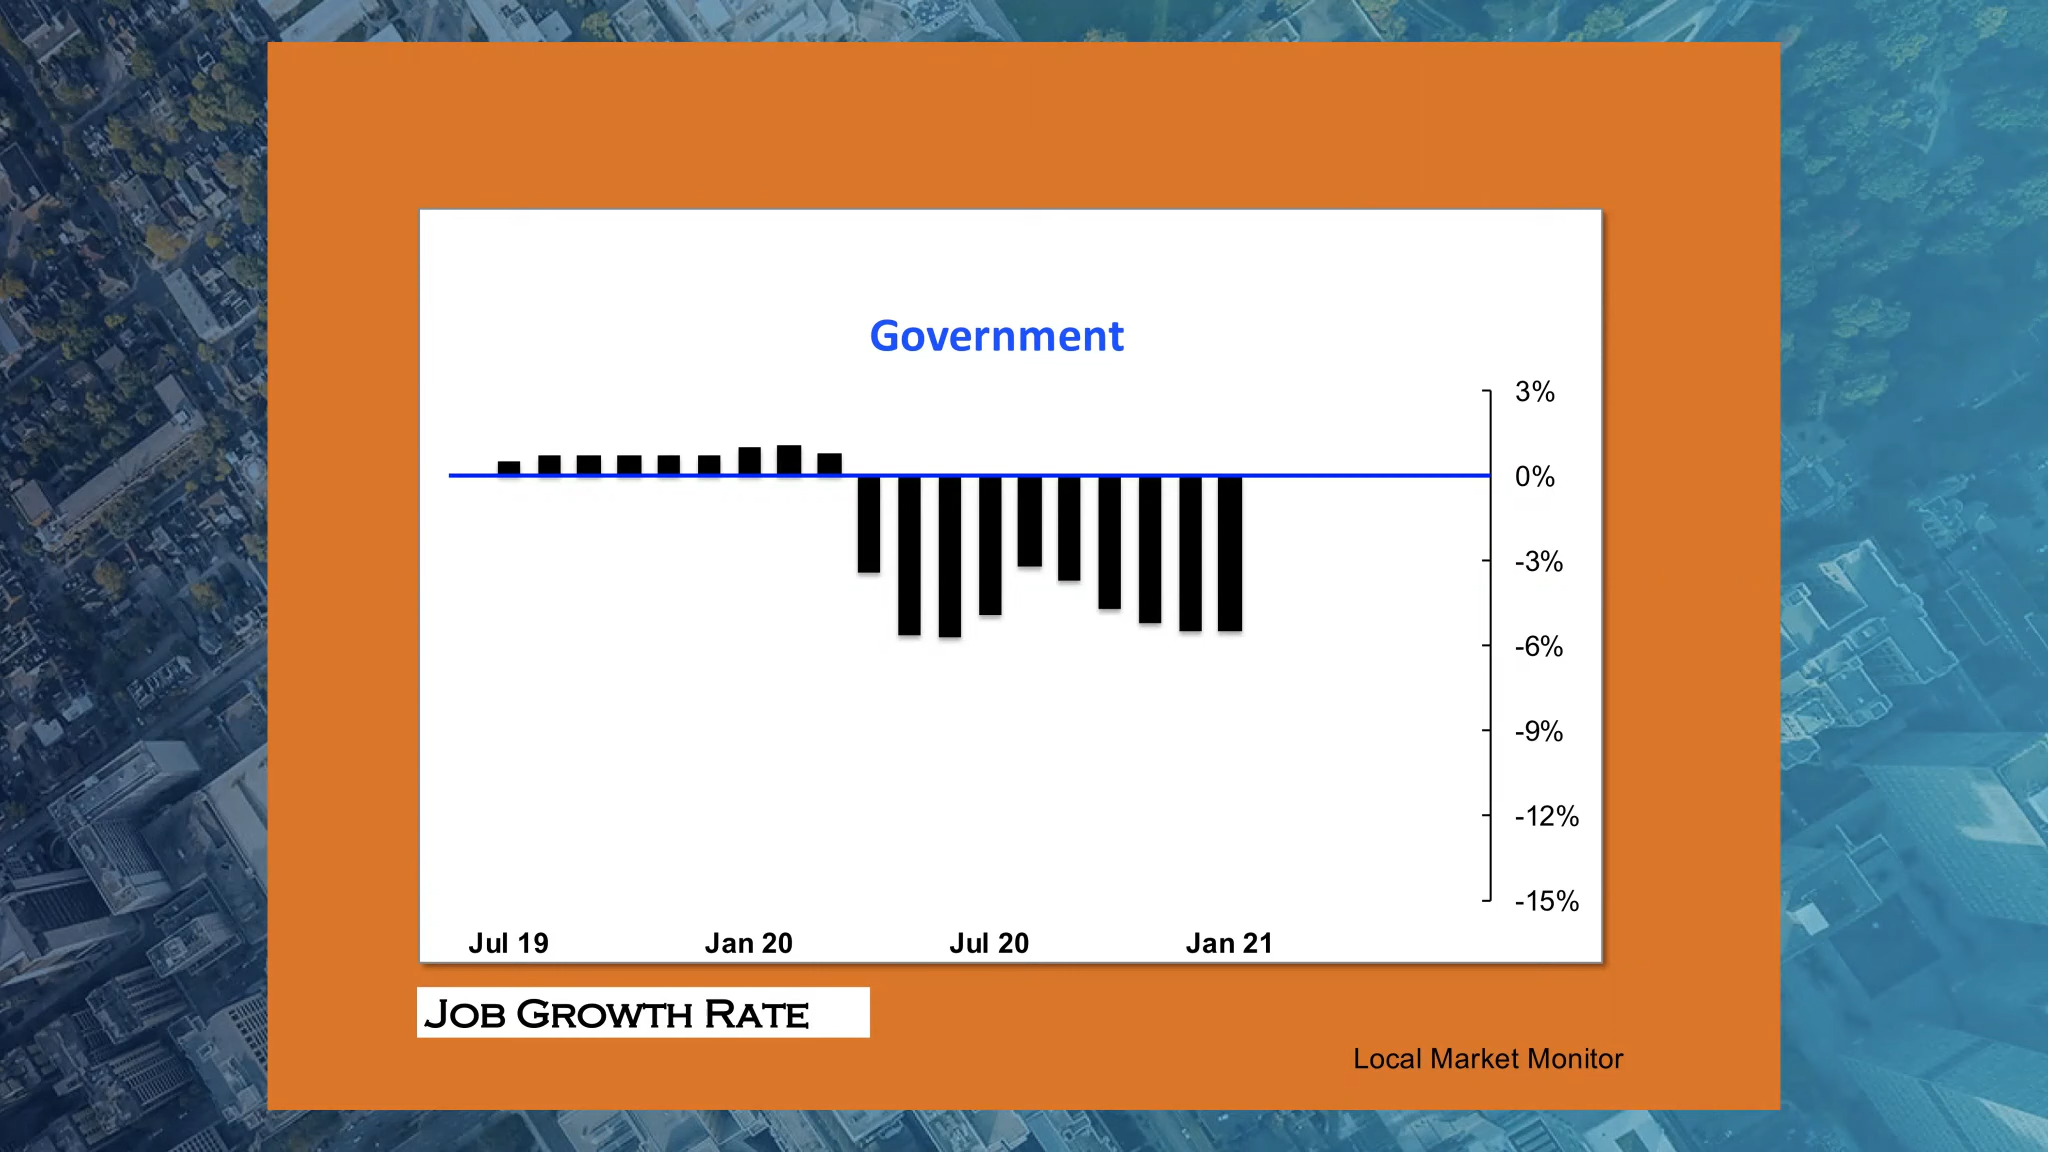 Government
3%
0%
-3%
-6%
-9%
-12%
-15%
Jul 19 Jan 20 Jul 20 Jan 21
Job Growth Rate
Local Market Monitor